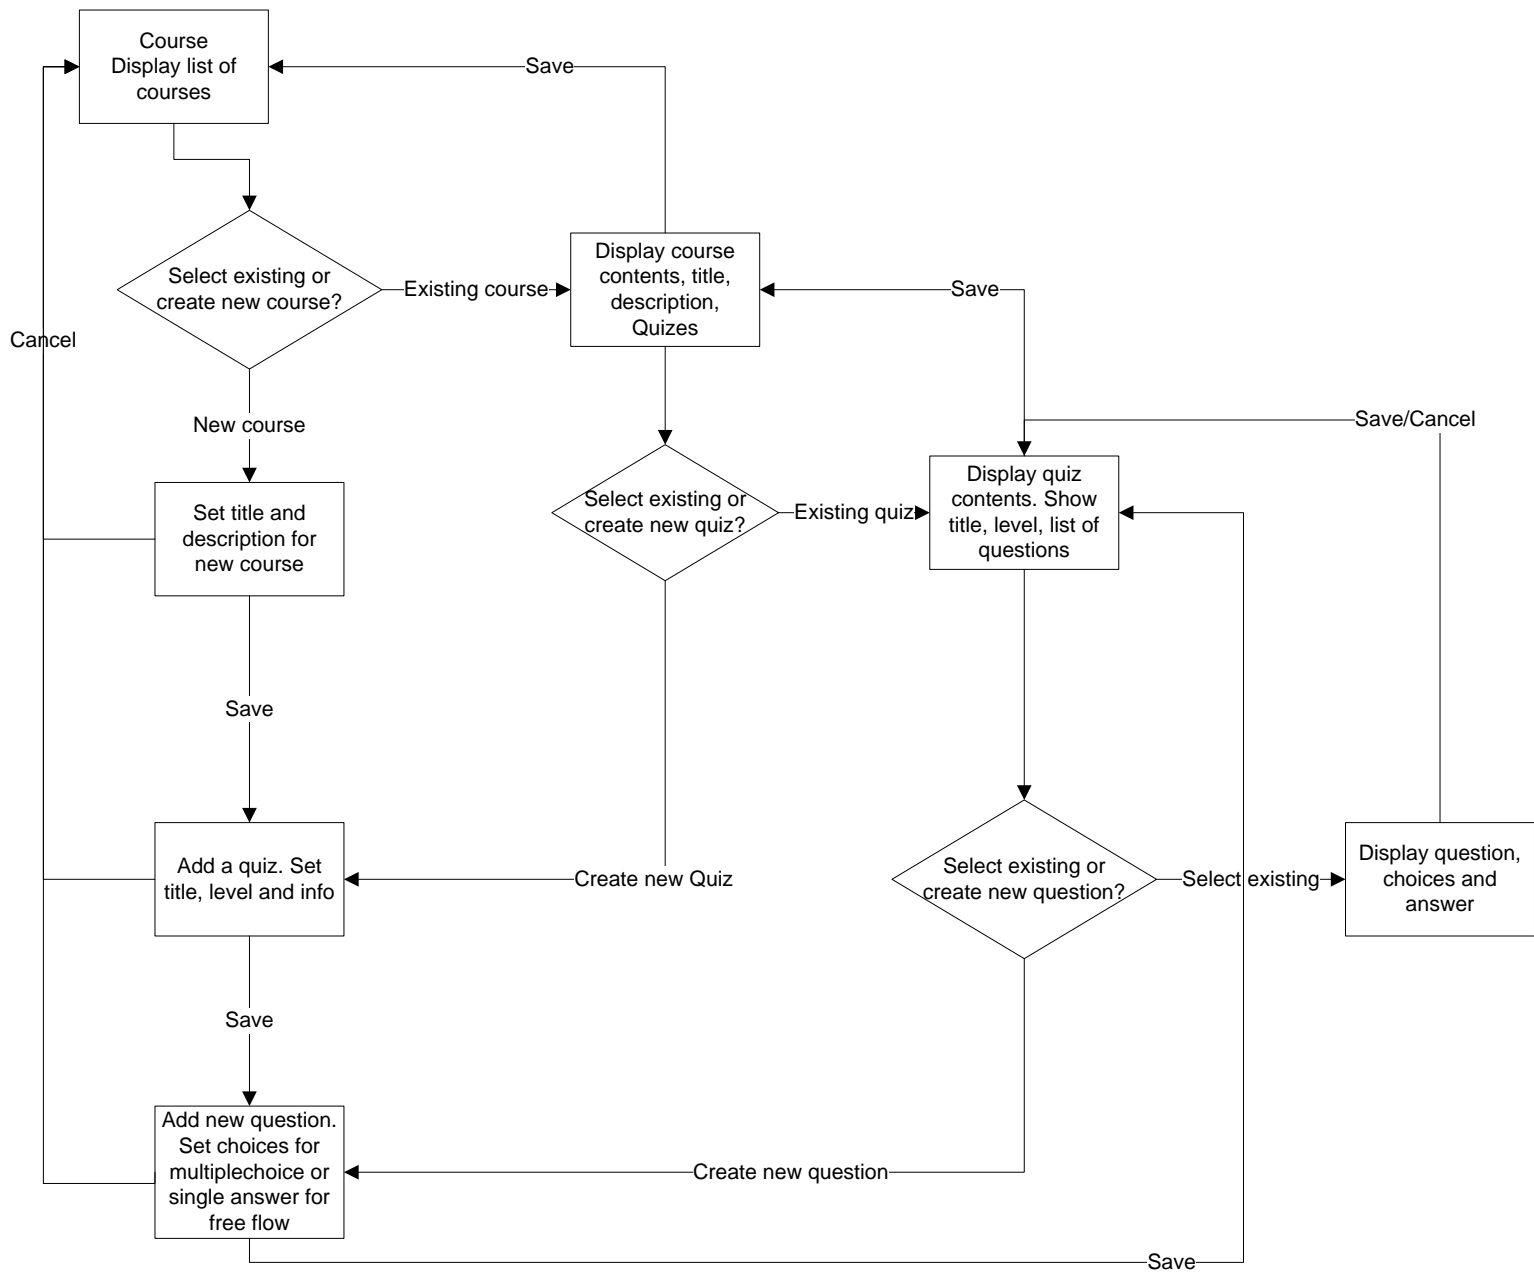 Course
Display list of
courses
Save
Select existing or
create new course?
Existing course
Display course
contents, title,
description,
Quizes
Save
Cancel
New course
Save/Cancel
Set title and
description for
new course
Select existing or
create new quiz?
Existing quiz
Display quiz
contents. Show
title, level, list of
questions
Save
Add a quiz. Set
title, level and info
Create new Quiz
Select existing or
create new question?
Select existing
Display question,
choices and
answer
Save
Add new question.
Set choices for
multiplechoice or
single answer for
free flow
Create new question
Save